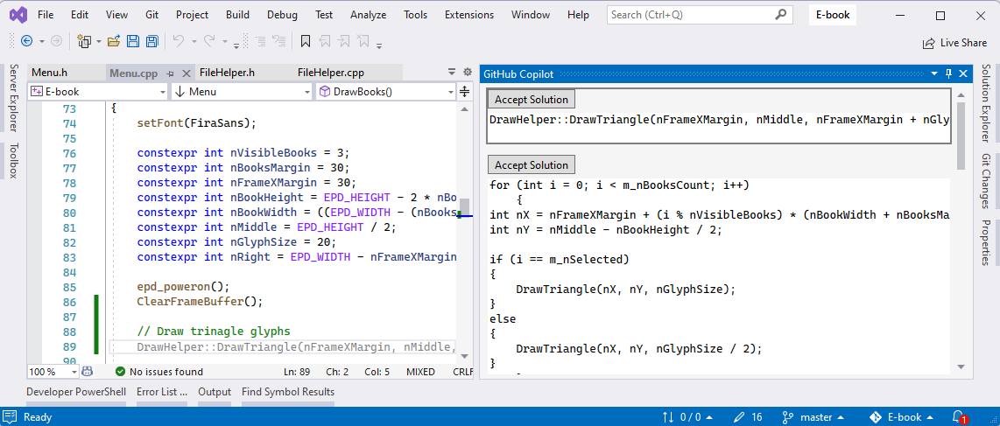 File Edit View Git Project Build Debug Test Analyze Tools Extensions Window Help Search (Ctrl+Q) E-book
Live Share
Server Explorer
Toolbox
Menu.h Menu.cpp FileHelper.h FileHelper.cpp
E-book Menu DrawBooks()
73 {
74 setFont(FiraSans);
75
76 constexpr int nVisibleBooks = 3;
77 constexpr int nBooksMargin = 30;
78 constexpr int nFrameXMargin = 30;
79 constexpr int nBookHeight = EPD_HEIGHT - 2 * nBo
80 constexpr int nBookWidth = ((EPD_WIDTH - (nBooks
81 constexpr int nMiddle = EPD_HEIGHT / 2;
82 constexpr int nGlyphSize = 20;
83 constexpr int nRight = EPD_WIDTH - nFrameXMargin
84
85 epd_poweron();
86 ClearFrameBuffer();
87
88 // Draw trinagle glyphs
89 DrawHelper::DrawTriangle(nFrameXMargin, nMiddle,
90
100 % No issues found Ln: 89 Ch: 2 Col: 5 MIXED CRLF
GitHub Copilot
Accept Solution
DrawHelper::DrawTriangle(nFrameXMargin, nMiddle, nFrameXMargin + nGly
Accept Solution
for (int i = 0; i < m_nBooksCount; i++)
{
int nX = nFrameXMargin + (i % nVisibleBooks) * (nBookWidth + nBooksMa
int nY = nMiddle - nBookHeight / 2;
if (i == m_nSelected)
{
DrawTriangle(nX, nY, nGlyphSize);
}
else
{
DrawTriangle(nX, nY, nGlyphSize / 2);
}
Solution Explorer
Git Changes
Properties
Developer PowerShell Error List ... Output Find Symbol Results
Ready 0 / 0 16 master E-book 1